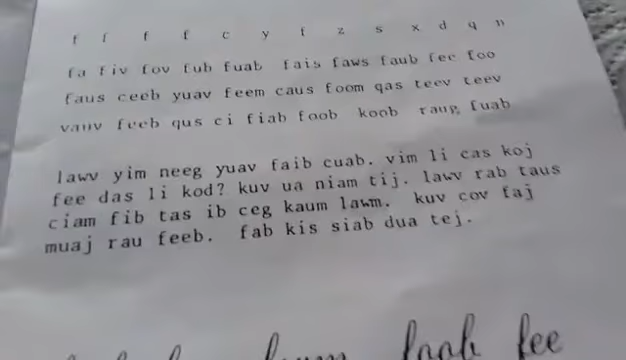 f f f f c y f z s x d q n
fa fiv fov fub fuab fais faws faub fee foo
faus ceeb yuav feem caus foom qas teev teev
vauv feeb qus ci fiab foob koob raug fuab
lawv yim neeg yuav faib cuab. vim li cas koj
fee das li kod? kuv ua niam tij. lawv rab taus
ciam fib tas ib ceg kaum lawm. kuv cov faj
muaj rau feeb. fab kis siab dua tej.
foob fee